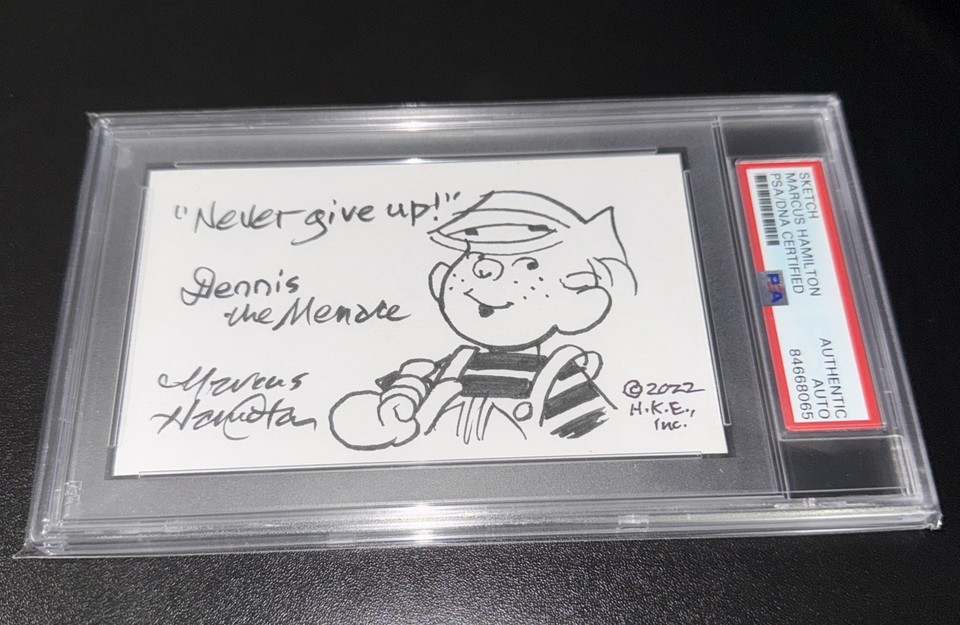 "Never give up!"
Dennis
the Menace
Marcus
Hamilton
©2022
H.K.E.,
Inc.
SKETCH
MARCUS HAMILTON
PSA/DNA CERTIFIED
PSA
AUTHENTIC
AUTO
84668065